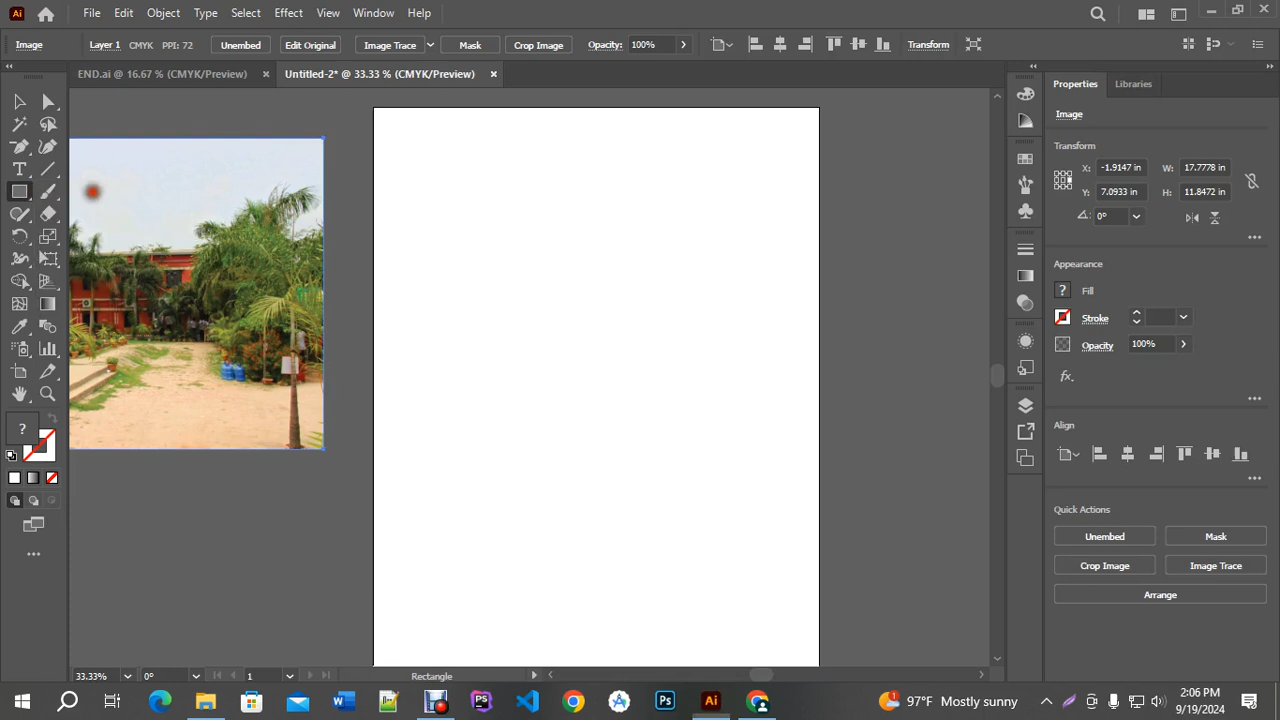 Ai File Edit Object Type Select Effect View Window Help
Image Layer 1 CMYK PPI: 72 Unembed Edit Original Image Trace Mask Crop Image Opacity: 100% Transform
END.ai @ 16.67 % (CMYK/Preview) Untitled-2* @ 33.33 % (CMYK/Preview)
Properties Libraries
Image
Transform
X: -1.9147 in W: 17.7778 in
Y: 7.0933 in H: 11.8472 in
0°
Appearance
? Fill
Stroke
Opacity 100%
fx.
Align
?
Quick Actions
Unembed Mask
Crop Image Image Trace
Arrange
33.33% 0° 1 Rectangle
1 97°F Mostly sunny 2:06 PM
9/19/2024